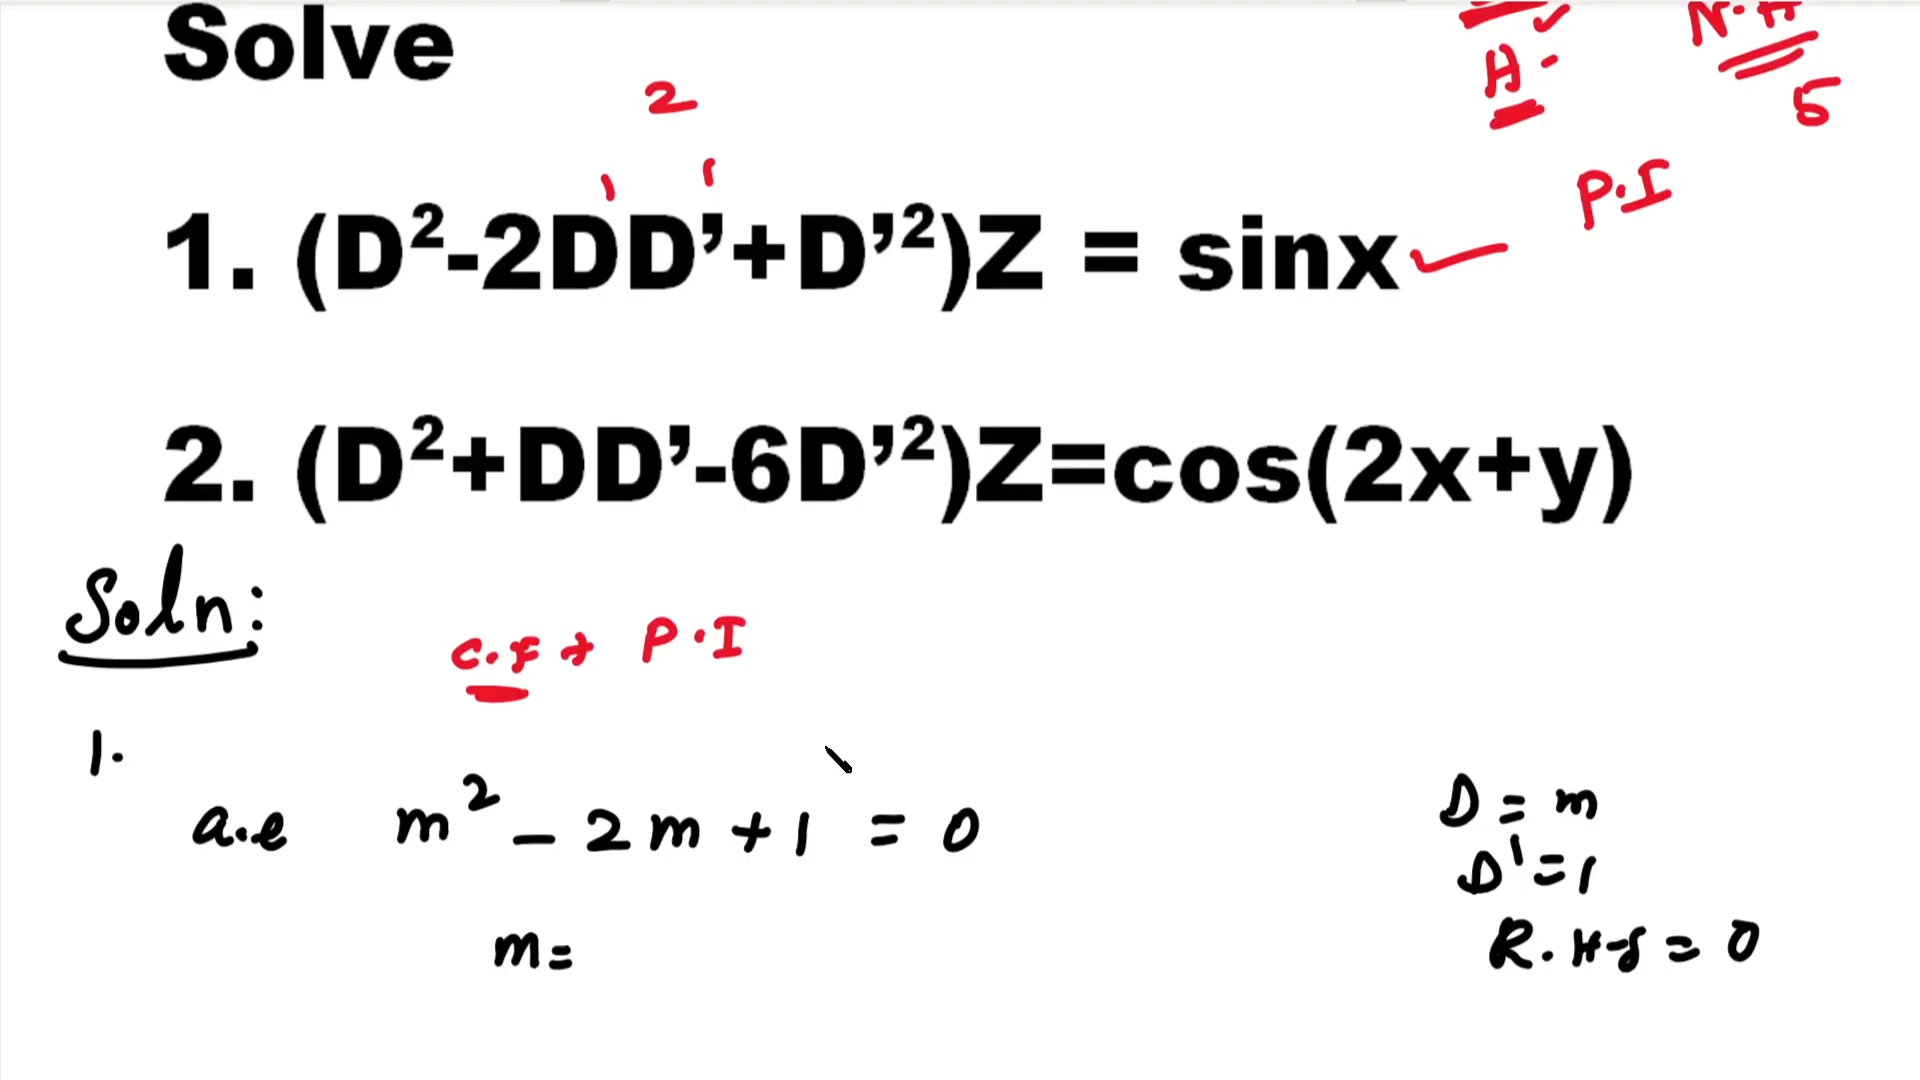 Solve
H.
N.H
5
2
P.I
1. (D²-2DD’+D’²)Z = sinx
2. (D²+DD’-6D’²)Z=cos(2x+y)
Soln:
C.F + P.I
1.
a.e m² - 2m + 1 = 0
D = m
D' = 1
m =
R.H.S = 0